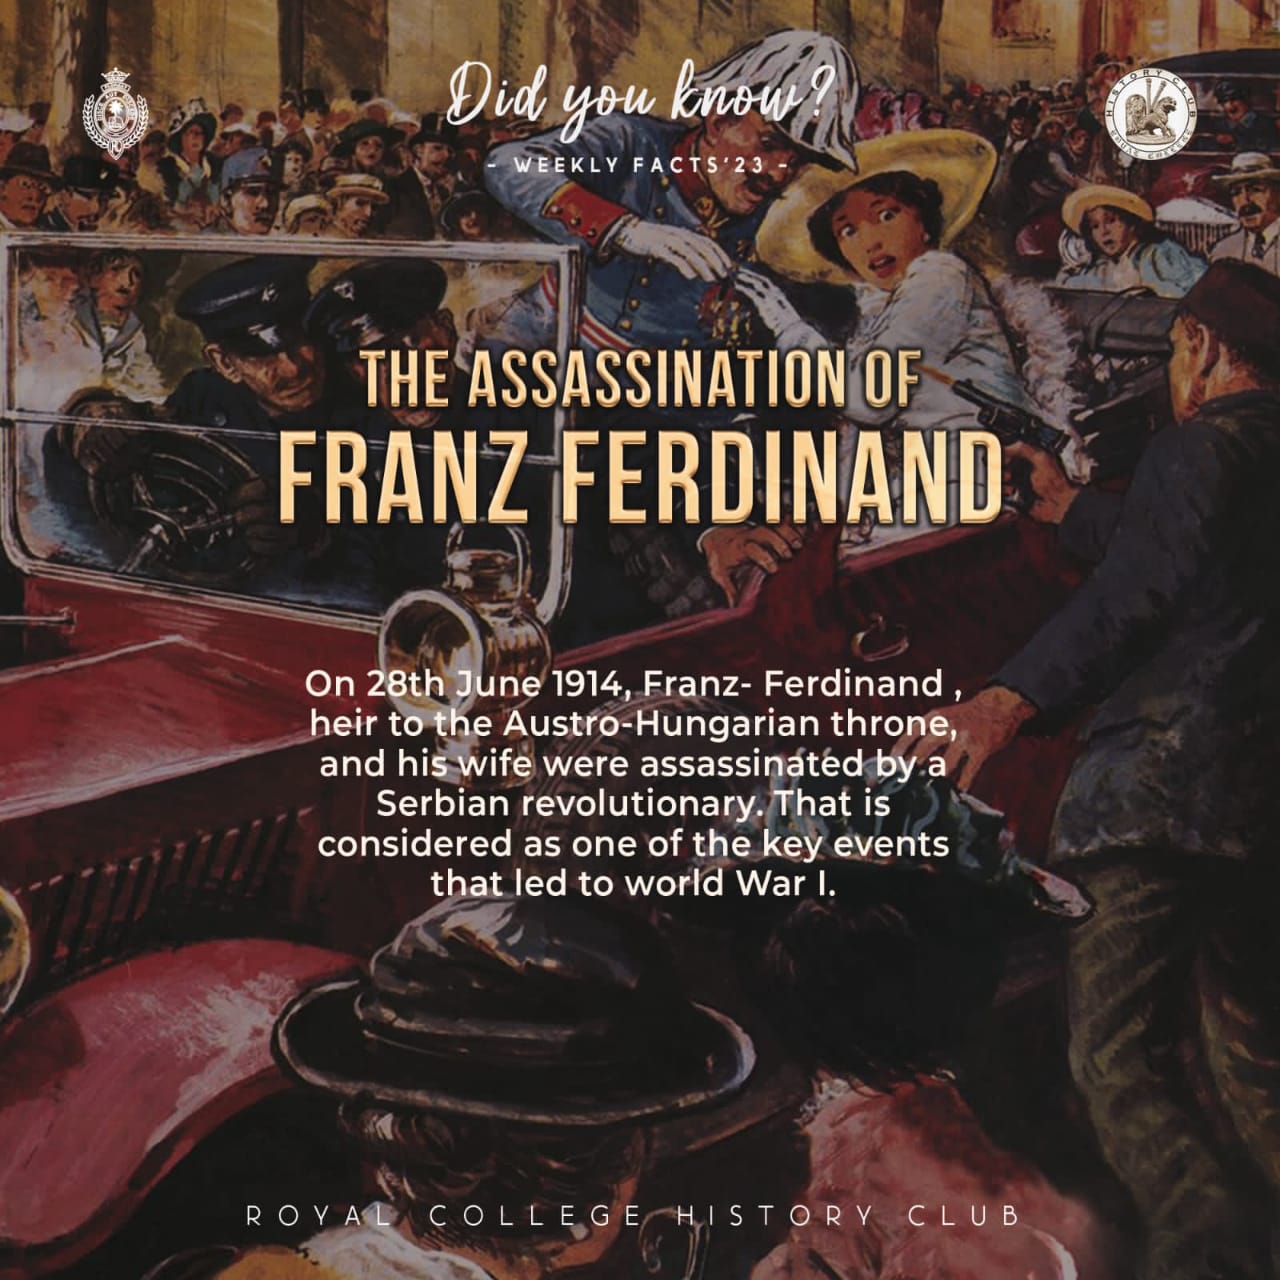 Did you know?
- WEEKLY FACTS'23 -
HISTORY CLUB
THE ASSASSINATION OF
FRANZ FERDINAND
On 28th June 1914, Franz- Ferdinand ,
heir to the Austro-Hungarian throne,
and his wife were assassinated by a
Serbian revolutionary. That is
considered as one of the key events
that led to world War I.
ROYAL COLLEGE HISTORY CLUB